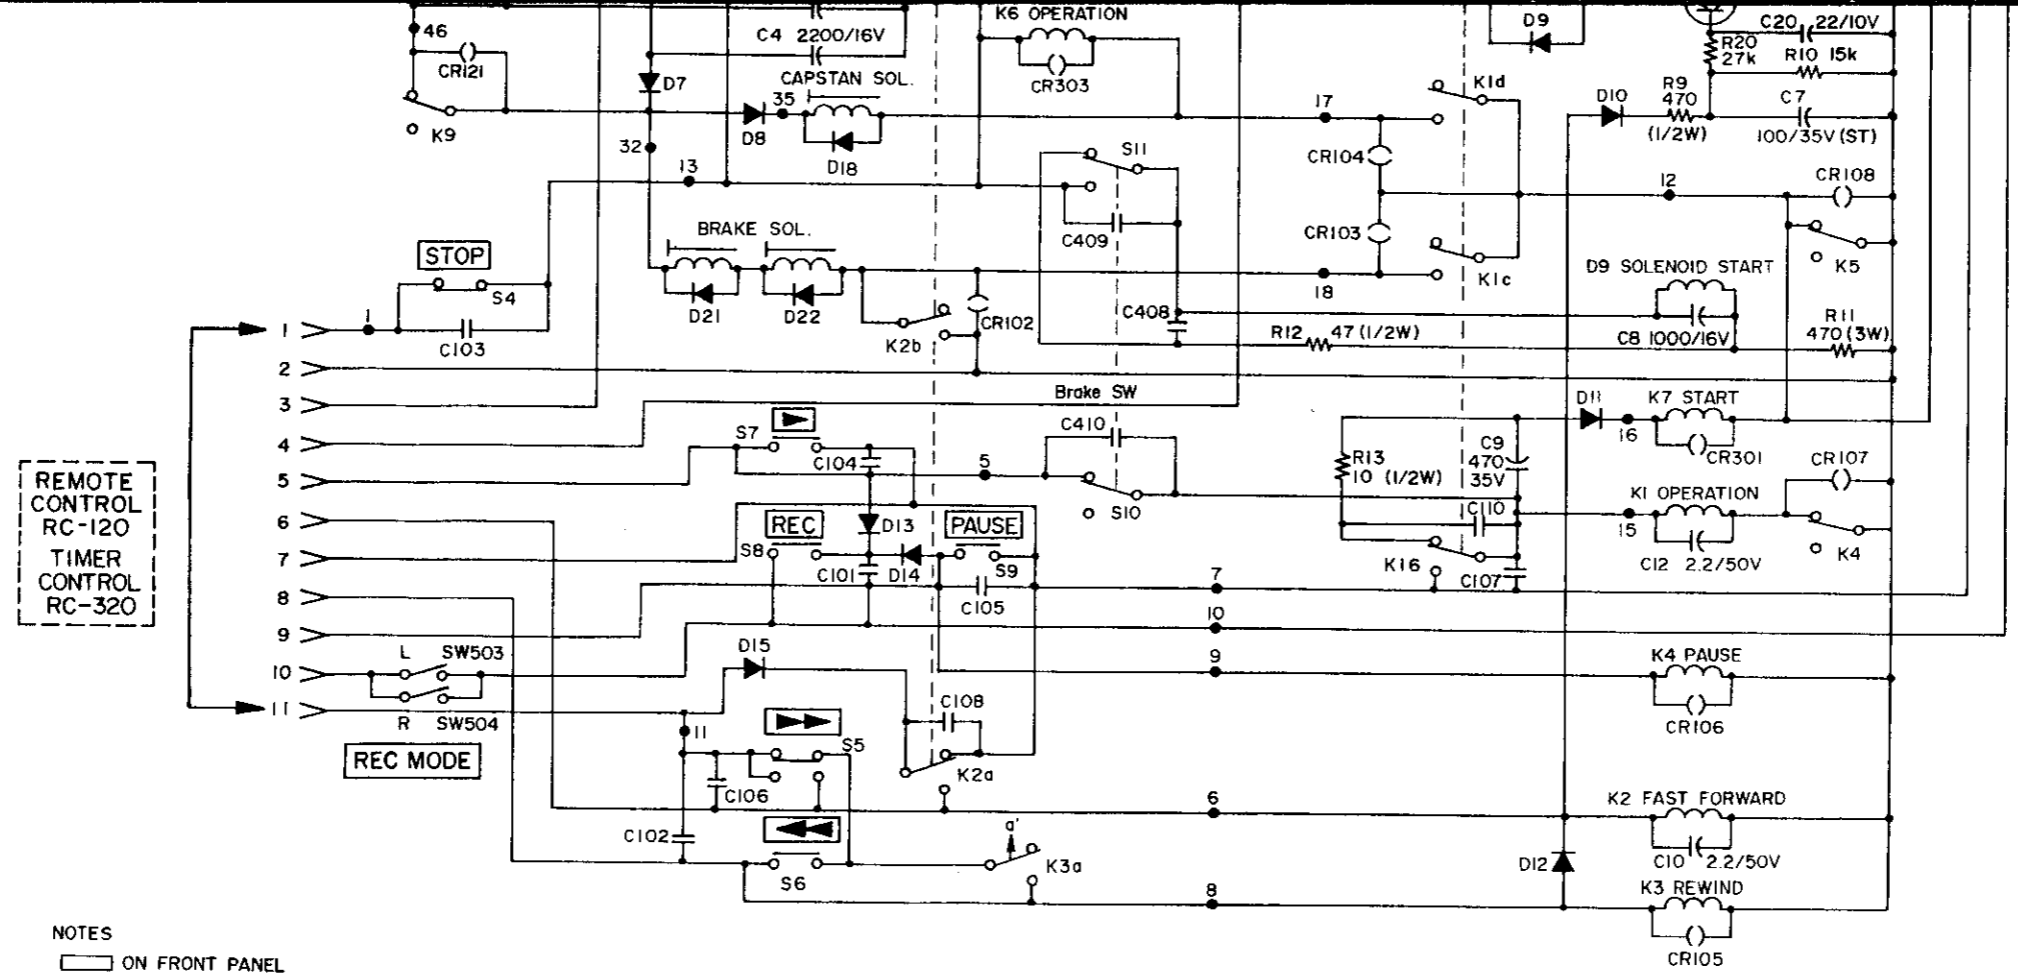 K6 OPERATION
D9
C20 22/10V
46
C4 2200/16V
R20
27k
R10 15k
CR121
CAPSTAN SOL.
D7
CR303
K1d
R9
470
(1/2W)
C7
100/35V (ST)
D10
35
17
K9
D8
D18
32
13
S11
CR104
12
CR108
BRAKE SOL.
C409
CR103
K5
STOP
D9 SOLENOID START
S4
K1c
18
D21
D22
CR102
C408
R11
470 (3W)
1
1
C103
K2b
R12 47 (1/2W)
C8 1000/16V
2
Brake SW
3
D11
K7 START
S7
C410
16
4
C104
R13
10 (1/2W)
C9
470
35V
CR301
CR107
5
5
K1 OPERATION
REMOTE
CONTROL
RC-120
TIMER
CONTROL
RC-320
6
REC
D13
PAUSE
S10
C110
15
7
S8
C101
D14
S9
K16
C107
C12 2.2/50V
K4
8
C105
7
9
10
10
L SW503
D15
9
K4 PAUSE
11
R SW504
C108
CR106
REC MODE
11
S5
K2a
C106
6
K2 FAST FORWARD
C102
a'
K3a
D12
C10 2.2/50V
S6
8
K3 REWIND
CR105
NOTES
ON FRONT PANEL